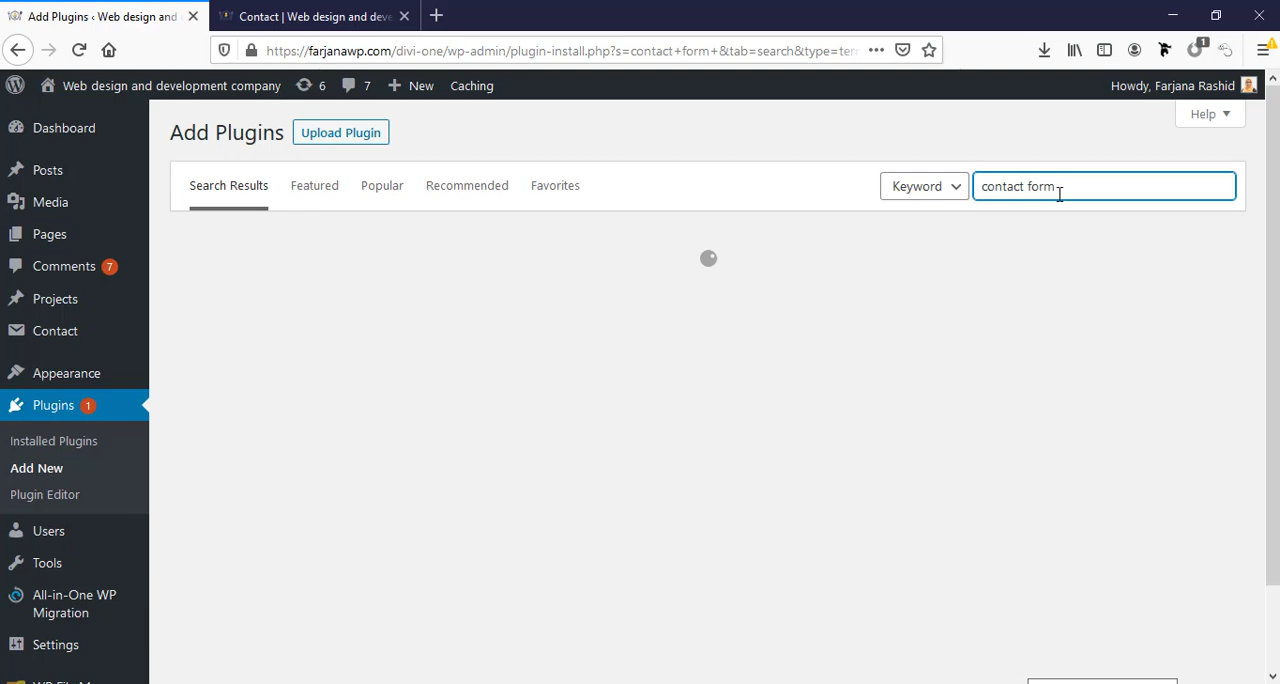 Add Plugins ‹ Web design and
Contact | Web design and deve
https://farjanawp.com/divi-one/wp-admin/plugin-install.php?s=contact+form+&tab=search&type=ter
1
Web design and development company
6
7
New
Caching
Howdy, Farjana Rashid
Help
Dashboard
Posts
Media
Pages
Comments 7
Projects
Contact
Appearance
Plugins 1
Installed Plugins
Add New
Plugin Editor
Users
Tools
All-in-One WP
Migration
Settings
Add Plugins
Upload Plugin
Search Results
Featured
Popular
Recommended
Favorites
Keyword
contact form